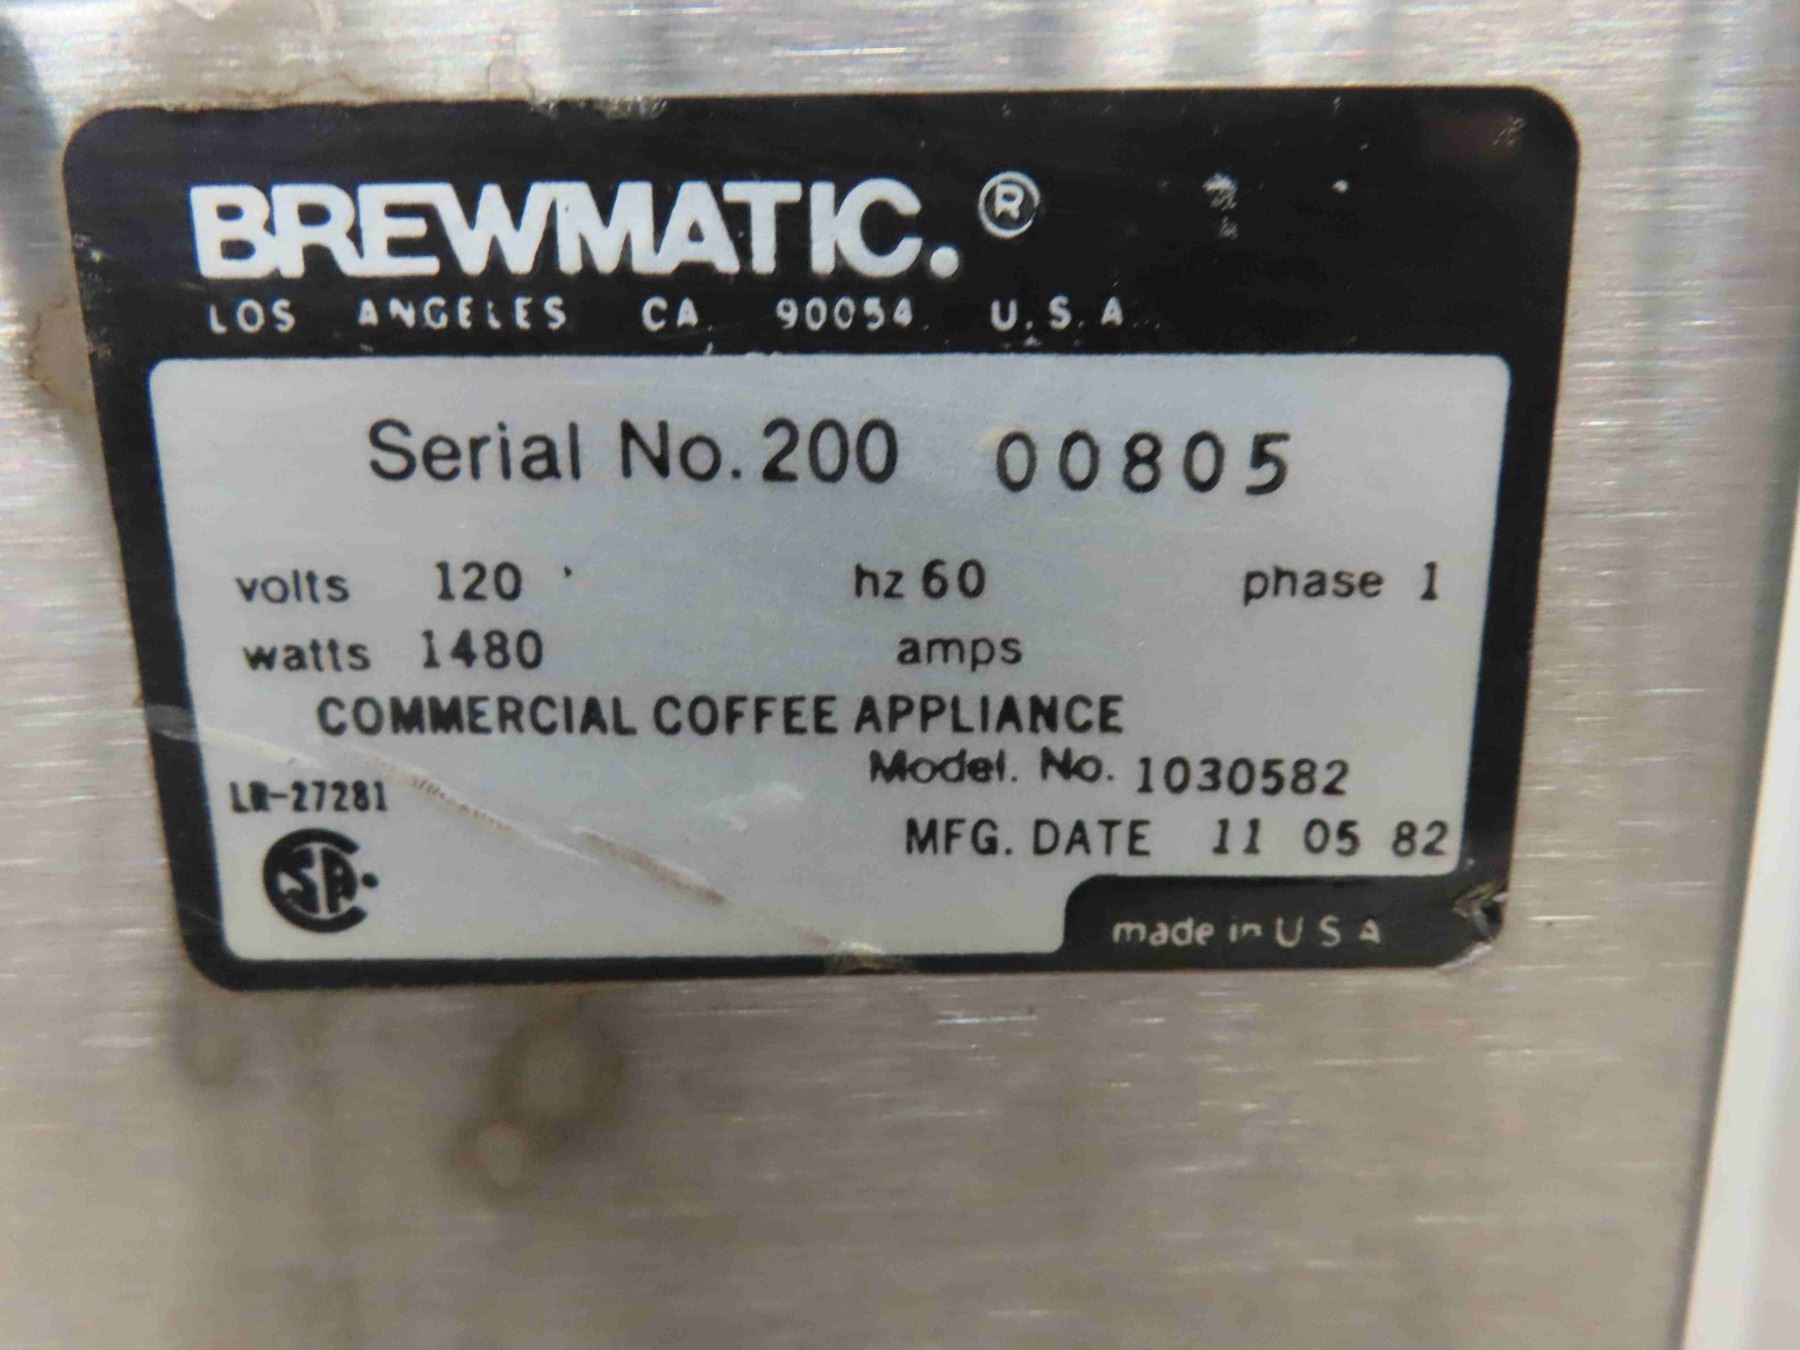 BREWMATIC.®
LOS ANGELES CA. 90054. U.S.A.
Serial No. 200 00805
volts 120 hz 60 phase 1
watts 1480 amps
COMMERCIAL COFFEE APPLIANCE
Model. No. 1030582
LR-27281
MFG. DATE 11 05 82
CSA
made in U S A